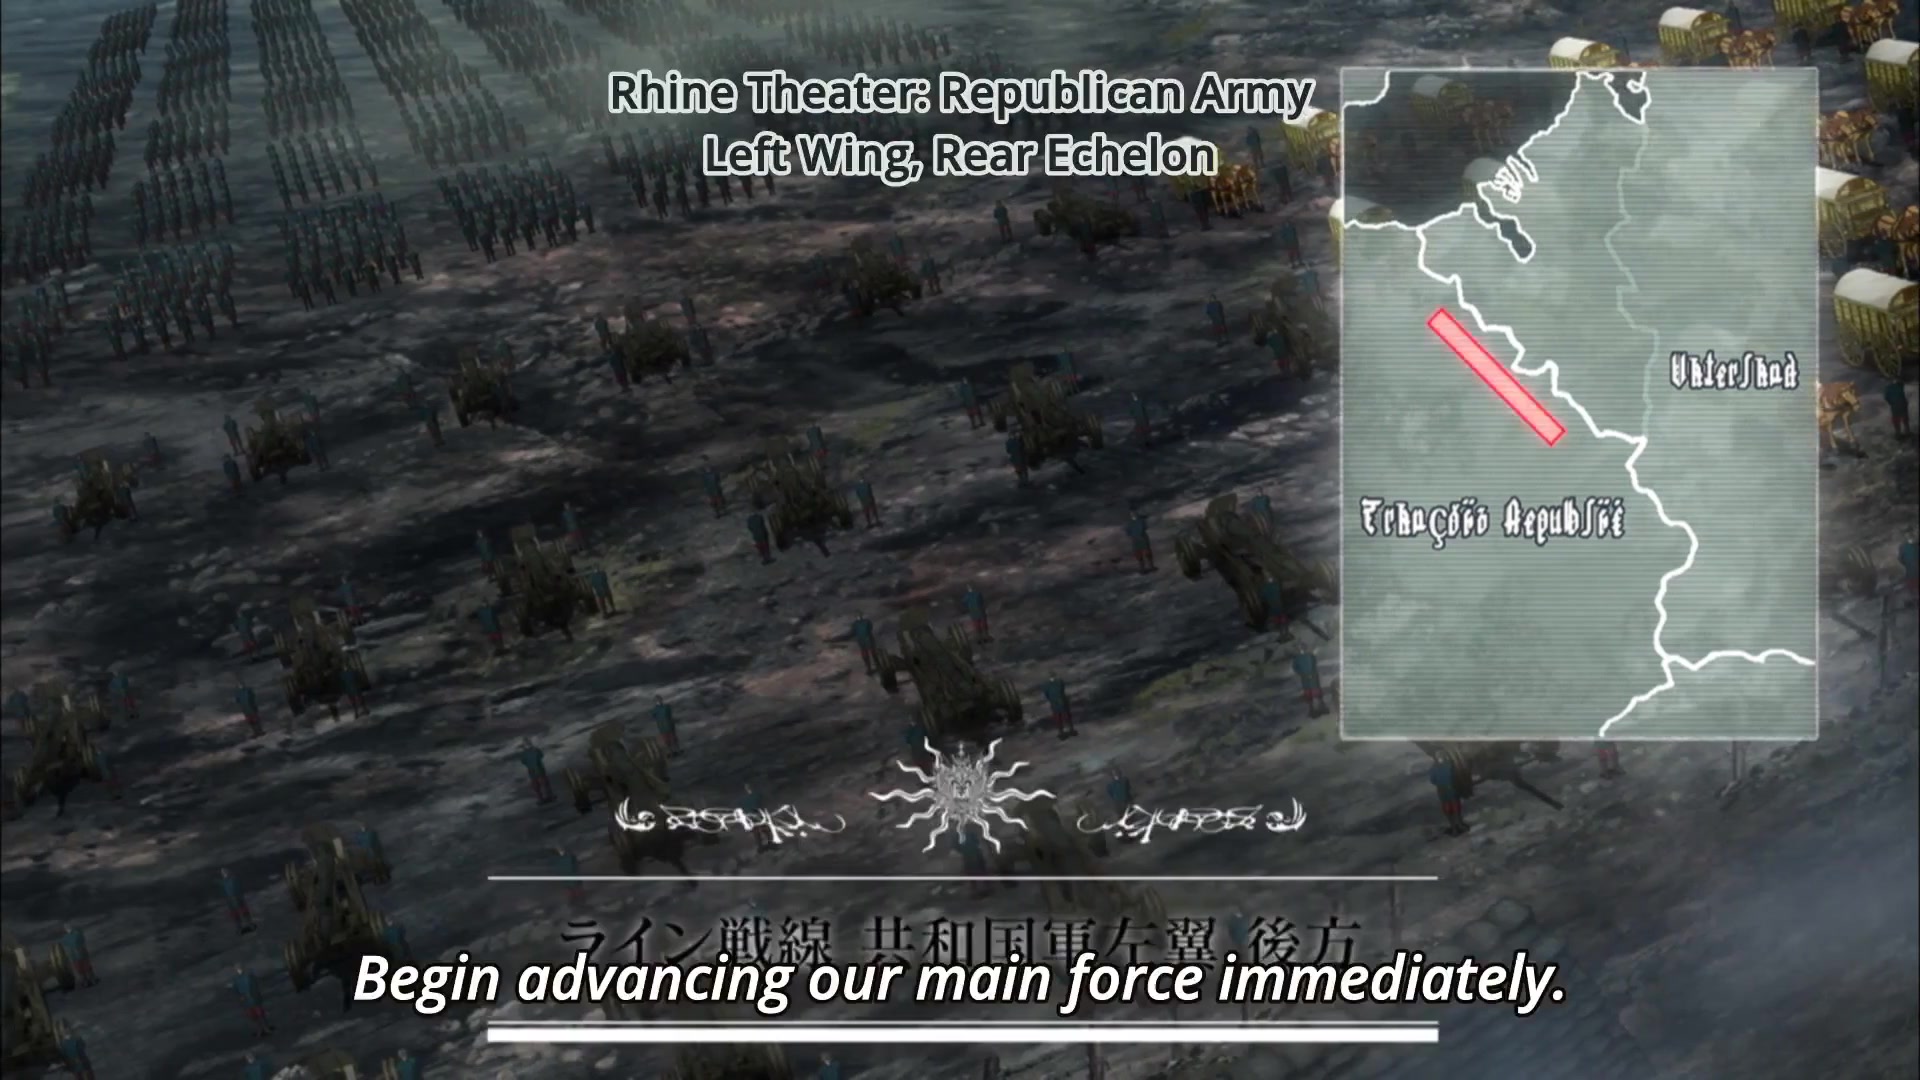 Rhine Theater: Republican Army
Left Wing, Rear Echelon
ライン戦線 共和国軍左翼 後方
Begin advancing our main force immediately.